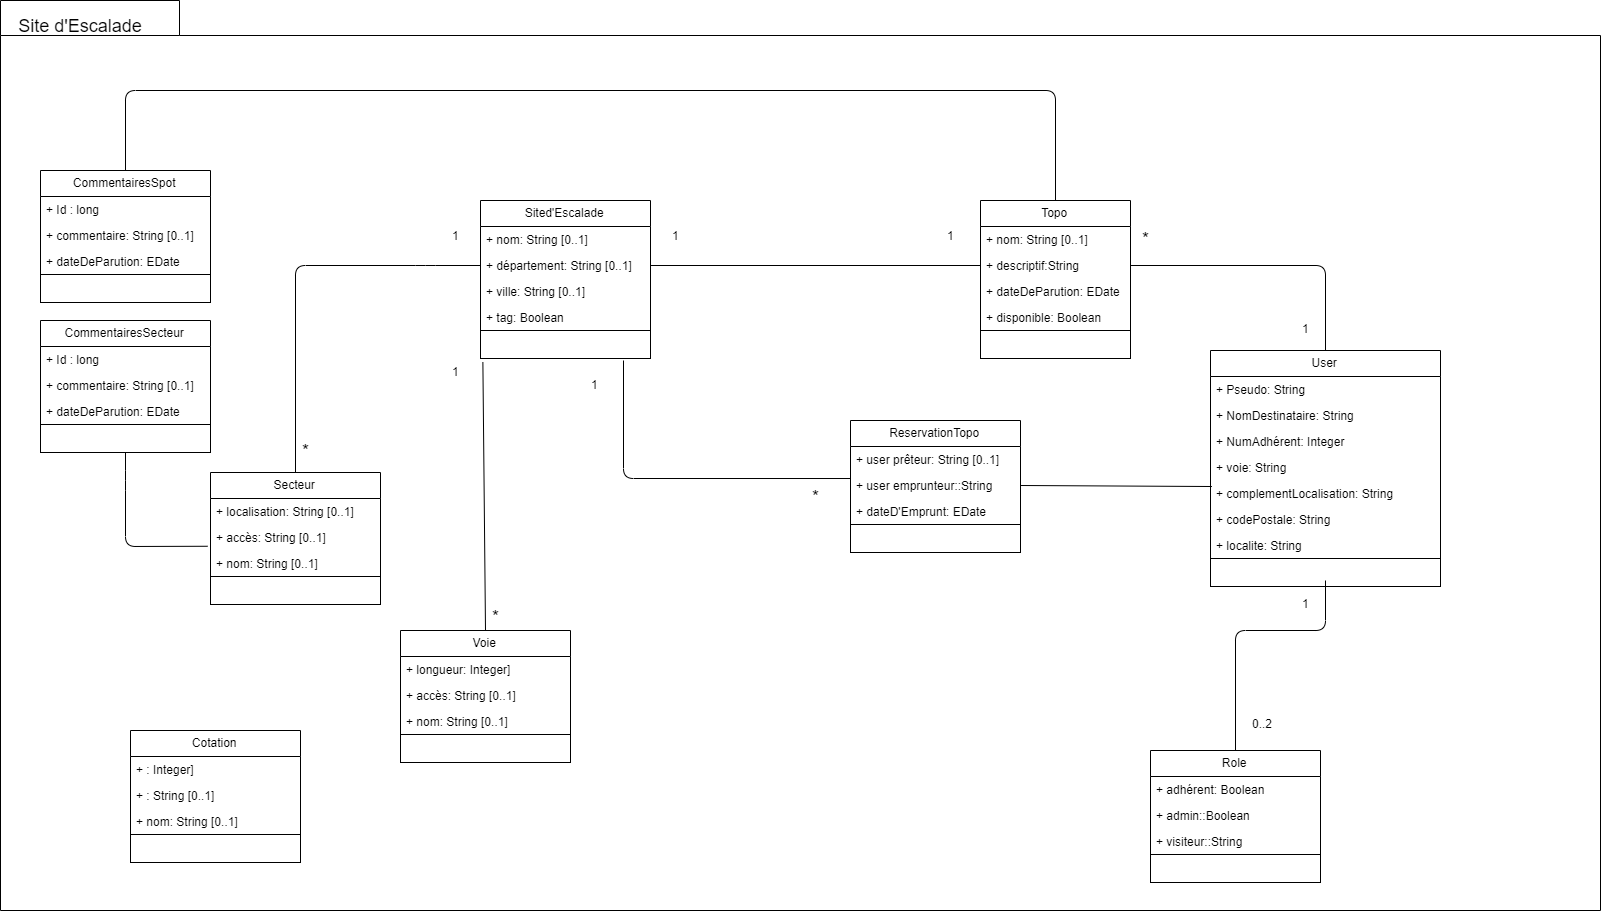 Site d'Escalade
CommentairesSpot
+ Id : long
+ commentaire: String [0..1]
+ dateDeParution: EDate
CommentairesSecteur
+ Id : long
+ commentaire: String [0..1]
+ dateDeParution: EDate
1
Sited'Escalade
+ nom: String [0..1]
+ département: String [0..1]
+ ville: String [0..1]
+ tag: Boolean
1
1
Topo
+ nom: String [0..1]
+ descriptif:String
+ dateDeParution: EDate
+ disponible: Boolean
*
1
User
+ Pseudo: String
+ NomDestinataire: String
+ NumAdhérent: Integer
+ voie: String
+ complementLocalisation: String
+ codePostale: String
+ localite: String
1
1
*
Secteur
+ localisation: String [0..1]
+ accès: String [0..1]
+ nom: String [0..1]
*
ReservationTopo
+ user prêteur: String [0..1]
+ user emprunteur::String
+ dateD'Emprunt: EDate
*
Voie
+ longueur: Integer]
+ accès: String [0..1]
+ nom: String [0..1]
1
0..2
Cotation
+ : Integer]
+ : String [0..1]
+ nom: String [0..1]
Role
+ adhérent: Boolean
+ admin::Boolean
+ visiteur::String